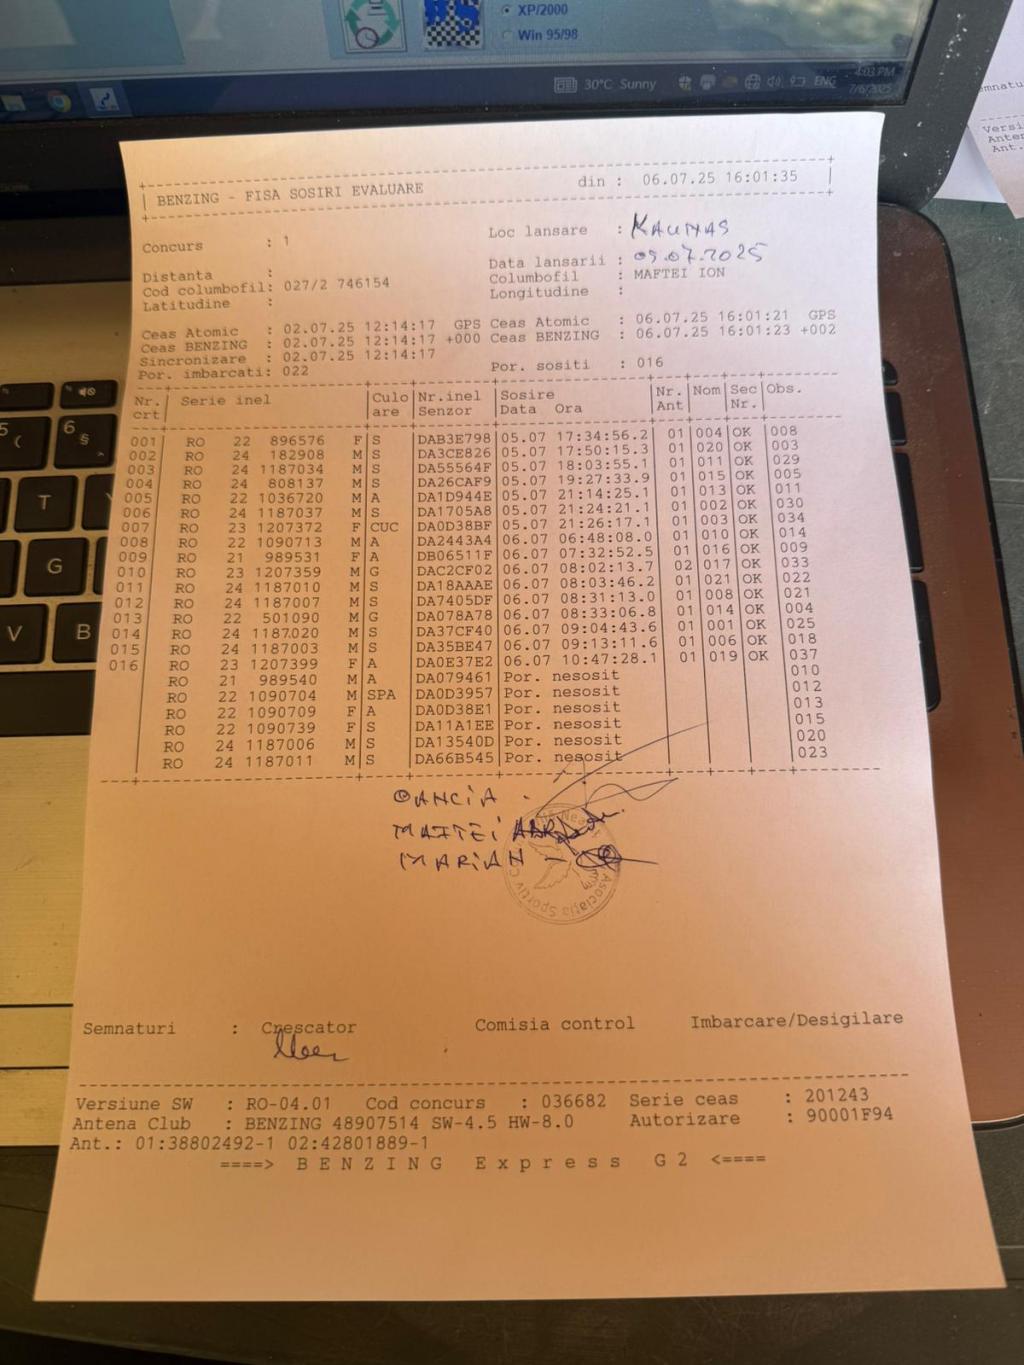 XP/2000
Win 95/98
30°C Sunny
ENG
4:03 PM
7/6/2025
BENZING - FISA SOSIRI EVALUARE din : 06.07.25 16:01:35
Concurs : 1 Loc lansare : KAUNAS
Data lansarii : 05.07.2025
Distanta : Columbofil : MAFTEI ION
Cod columbofil: 027/2 746154 Longitudine :
Latitudine :
Ceas Atomic : 02.07.25 12:14:17 GPS Ceas Atomic : 06.07.25 16:01:21 GPS
Ceas BENZING : 02.07.25 12:14:17 +000 Ceas BENZING : 06.07.25 16:01:23 +002
Sincronizare : 02.07.25 12:14:17
Por. imbarcati: 022 Por. sositi : 016
Nr. Serie inel Culo Nr.inel Sosire Nr. Nom Sec Obs.
crt are Senzor Data Ora Ant Nr.
001 RO 22 896576 F S DAB3E798 05.07 17:34:56.2 01 004 OK 008
002 RO 24 182908 M S DA3CE826 05.07 17:50:15.3 01 020 OK 003
003 RO 24 1187034 M S DA55564F 05.07 18:03:55.1 01 011 OK 029
004 RO 24 808137 M S DA26CAF9 05.07 19:27:33.9 01 015 OK 005
005 RO 22 1036720 M A DA1D944E 05.07 21:14:25.1 01 013 OK 011
006 RO 24 1187037 M S DA1705A8 05.07 21:24:21.1 01 002 OK 030
007 RO 23 1207372 F CUC DA0D38BF 05.07 21:26:17.1 01 003 OK 034
008 RO 22 1090713 M A DA2443A4 06.07 06:48:08.0 01 010 OK 014
009 RO 21 989531 F A DB06511F 06.07 07:32:52.5 01 016 OK 009
010 RO 23 1207359 M G DAC2CF02 06.07 08:02:13.7 02 017 OK 033
011 RO 24 1187010 M S DA18AAAE 06.07 08:03:46.2 01 021 OK 022
012 RO 24 1187007 M S DA7405DF 06.07 08:31:13.0 01 008 OK 021
013 RO 22 501090 M G DA078A78 06.07 08:33:06.8 01 014 OK 004
014 RO 24 1187020 M S DA37CF40 06.07 09:04:43.6 01 001 OK 025
015 RO 24 1187003 M S DA35BE47 06.07 09:13:11.6 01 006 OK 018
016 RO 23 1207399 F A DA0E37E2 06.07 10:47:28.1 01 019 OK 037
RO 21 989540 M A DA079461 Por. nesosit 010
RO 22 1090704 M SPA DA0D3957 Por. nesosit 012
RO 22 1090709 F A DA0D38E1 Por. nesosit 013
RO 22 1090739 F S DA11A1EE Por. nesosit 015
RO 24 1187006 M S DA13540D Por. nesosit 020
RO 24 1187011 M S DA66B545 Por. nesosit 023
OANCIA
MAFTEI
MARIAN
Asociația Sportiv
Semnaturi : Crescator Comisia control Imbarcare/Desigilare
Versiune SW : RO-04.01 Cod concurs : 036682 Serie ceas : 201243
Antena Club : BENZING 48907514 SW-4.5 HW-8.0 Autorizare : 90001F94
Ant.: 01:38802492-1 02:42801889-1
====> B E N Z I N G E x p r e s s G 2 <====